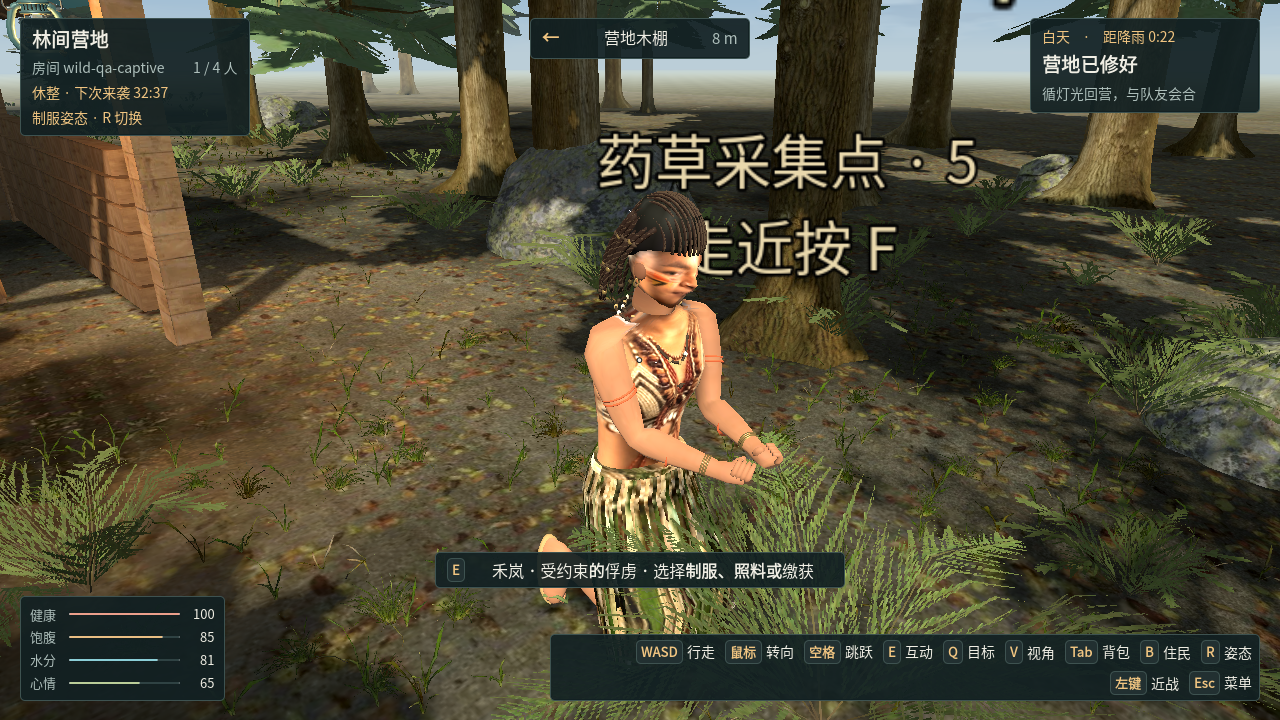 林间营地
房间 wild-qa-captive 1 / 4 人
休整 · 下次来袭 32:37
制服姿态 · R 切换
← 营地木棚 8 m
白天 · 距降雨 0:22
营地已修好
循灯光回营，与队友会合
药草采集点 · 5
走近按 F
E 禾岚 · 受约束的俘虏 · 选择制服、照料或缴获
健康 100
饱腹 85
水分 81
心情 65
WASD 行走 鼠标 转向 空格 跳跃 E 互动 Q 目标 V 视角 Tab 背包 B 住民 R 姿态
左键 近战 Esc 菜单